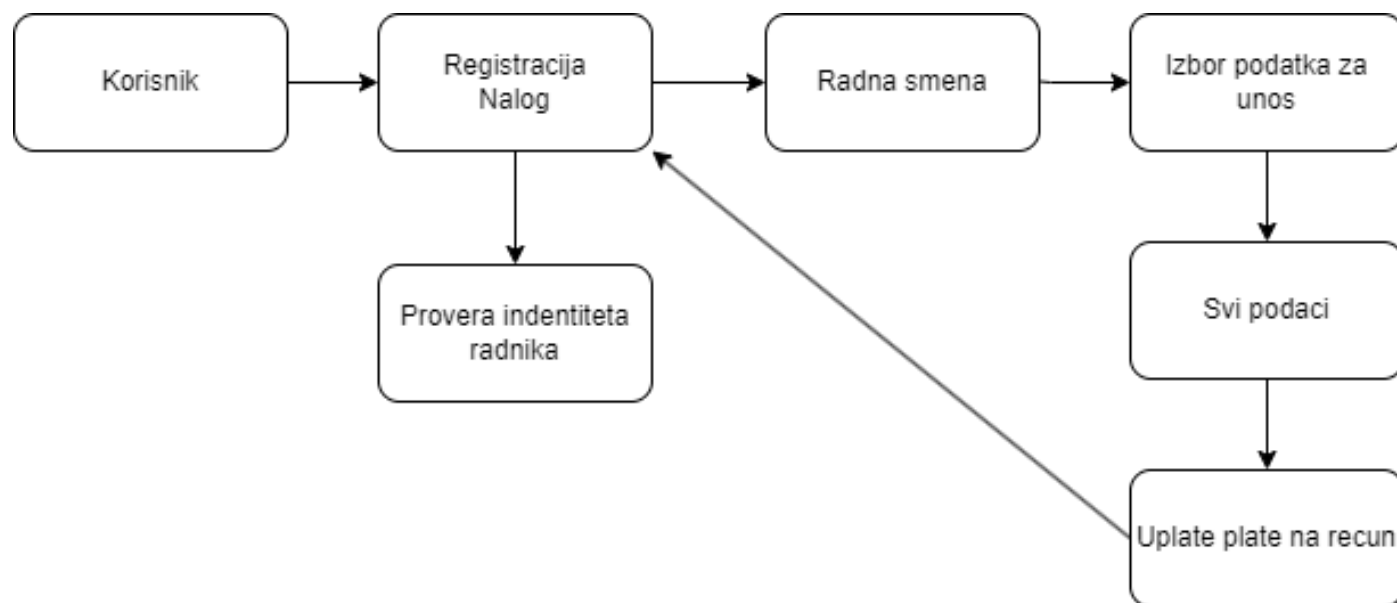 Korisnik
Registracija
Nalog
Radna smena
Izbor podatka za
unos
Provera indentiteta
radnika
Svi podaci
Uplate plate na recun